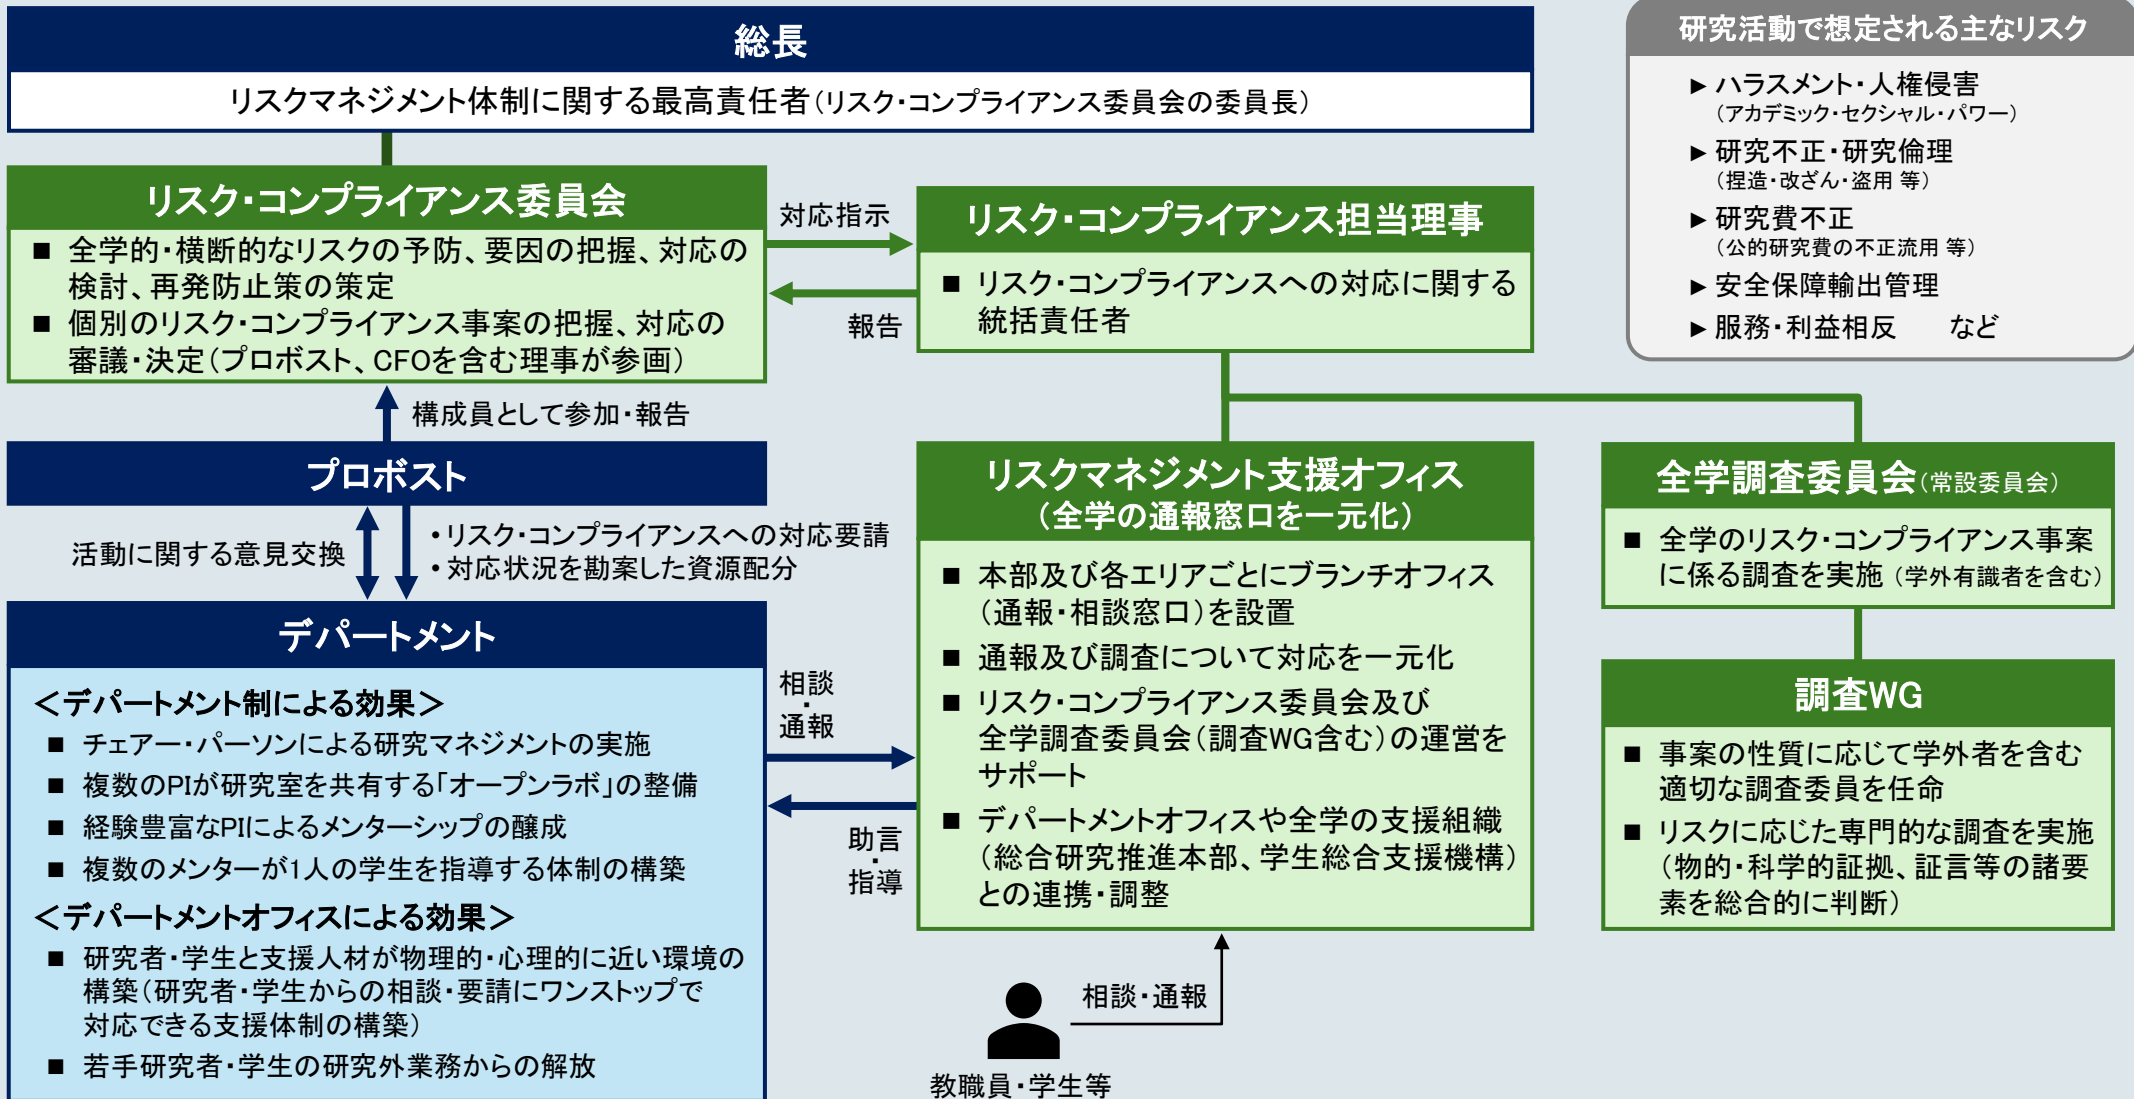 総長
リスクマネジメント体制に関する最高責任者(リスク・コンプライアンス委員会の委員長)
研究活動で想定される主なリスク
►ハラスメント・人権侵害
(アカデミック・セクシャル・パワー)
►研究不正・研究倫理
(捏造・改ざん・盗用 等)
►研究費不正
(公的研究費の不正流用 等)
►安全保障輸出管理
►服務・利益相反 など
リスク・コンプライアンス委員会
■ 全学的・横断的なリスクの予防、要因の把握、対応の
検討、再発防止策の策定
■ 個別のリスク・コンプライアンス事案の把握、対応の
審議・決定(プロボスト、CFOを含む理事が参画)
対応指示
報告
リスク・コンプライアンス担当理事
■ リスク・コンプライアンスへの対応に関する
統括責任者
構成員として参加・報告
プロボスト
活動に関する意見交換
・リスク・コンプライアンスへの対応要請
・対応状況を勘案した資源配分
デパートメント
<デパートメント制による効果>
■ チェアー・パーソンによる研究マネジメントの実施
■ 複数のPIが研究室を共有する「オープンラボ」の整備
■ 経験豊富なPIによるメンターシップの醸成
■ 複数のメンターが1人の学生を指導する体制の構築
<デパートメントオフィスによる効果>
■ 研究者・学生と支援人材が物理的・心理的に近い環境の
構築(研究者・学生からの相談・要請にワンストップで
対応できる支援体制の構築)
■ 若手研究者・学生の研究外業務からの解放
相談
・
通報
助言
・
指導
リスクマネジメント支援オフィス
(全学の通報窓口を一元化)
■ 本部及び各エリアごとにブランチオフィス
(通報・相談窓口)を設置
■ 通報及び調査について対応を一元化
■ リスク・コンプライアンス委員会及び
全学調査委員会(調査WG含む)の運営を
サポート
■ デパートメントオフィスや全学の支援組織
(総合研究推進本部、学生総合支援機構)
との連携・調整
相談・通報
教職員・学生等
全学調査委員会(常設委員会)
■ 全学のリスク・コンプライアンス事案
に係る調査を実施(学外有識者を含む)
調査WG
■ 事案の性質に応じて学外者を含む
適切な調査委員を任命
■ リスクに応じた専門的な調査を実施
(物的・科学的証拠、証言等の諸要
素を総合的に判断)